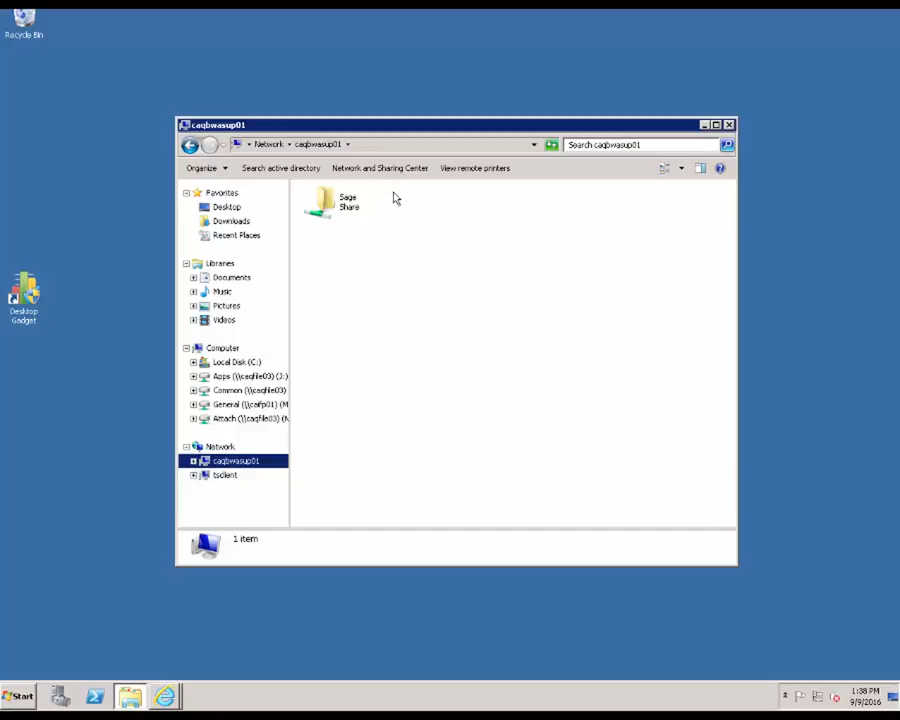 Recycle Bin
Desktop
Gadget
caqbwasup01
Network
caqbwasup01
Search caqbwasup01
Organize
Search active directory
Network and Sharing Center
View remote printers
Favorites
Desktop
Downloads
Recent Places
Libraries
Documents
Music
Pictures
Videos
Computer
Local Disk (C:)
Apps (\\caqfile03) (J:)
Common (\\caqfile03)
General (\\caifp01) (M
Attach (\\caqfile03) (N
Network
caqbwasup01
tsclient
Sage
Share
1 item
Start
1:38 PM
9/9/2016